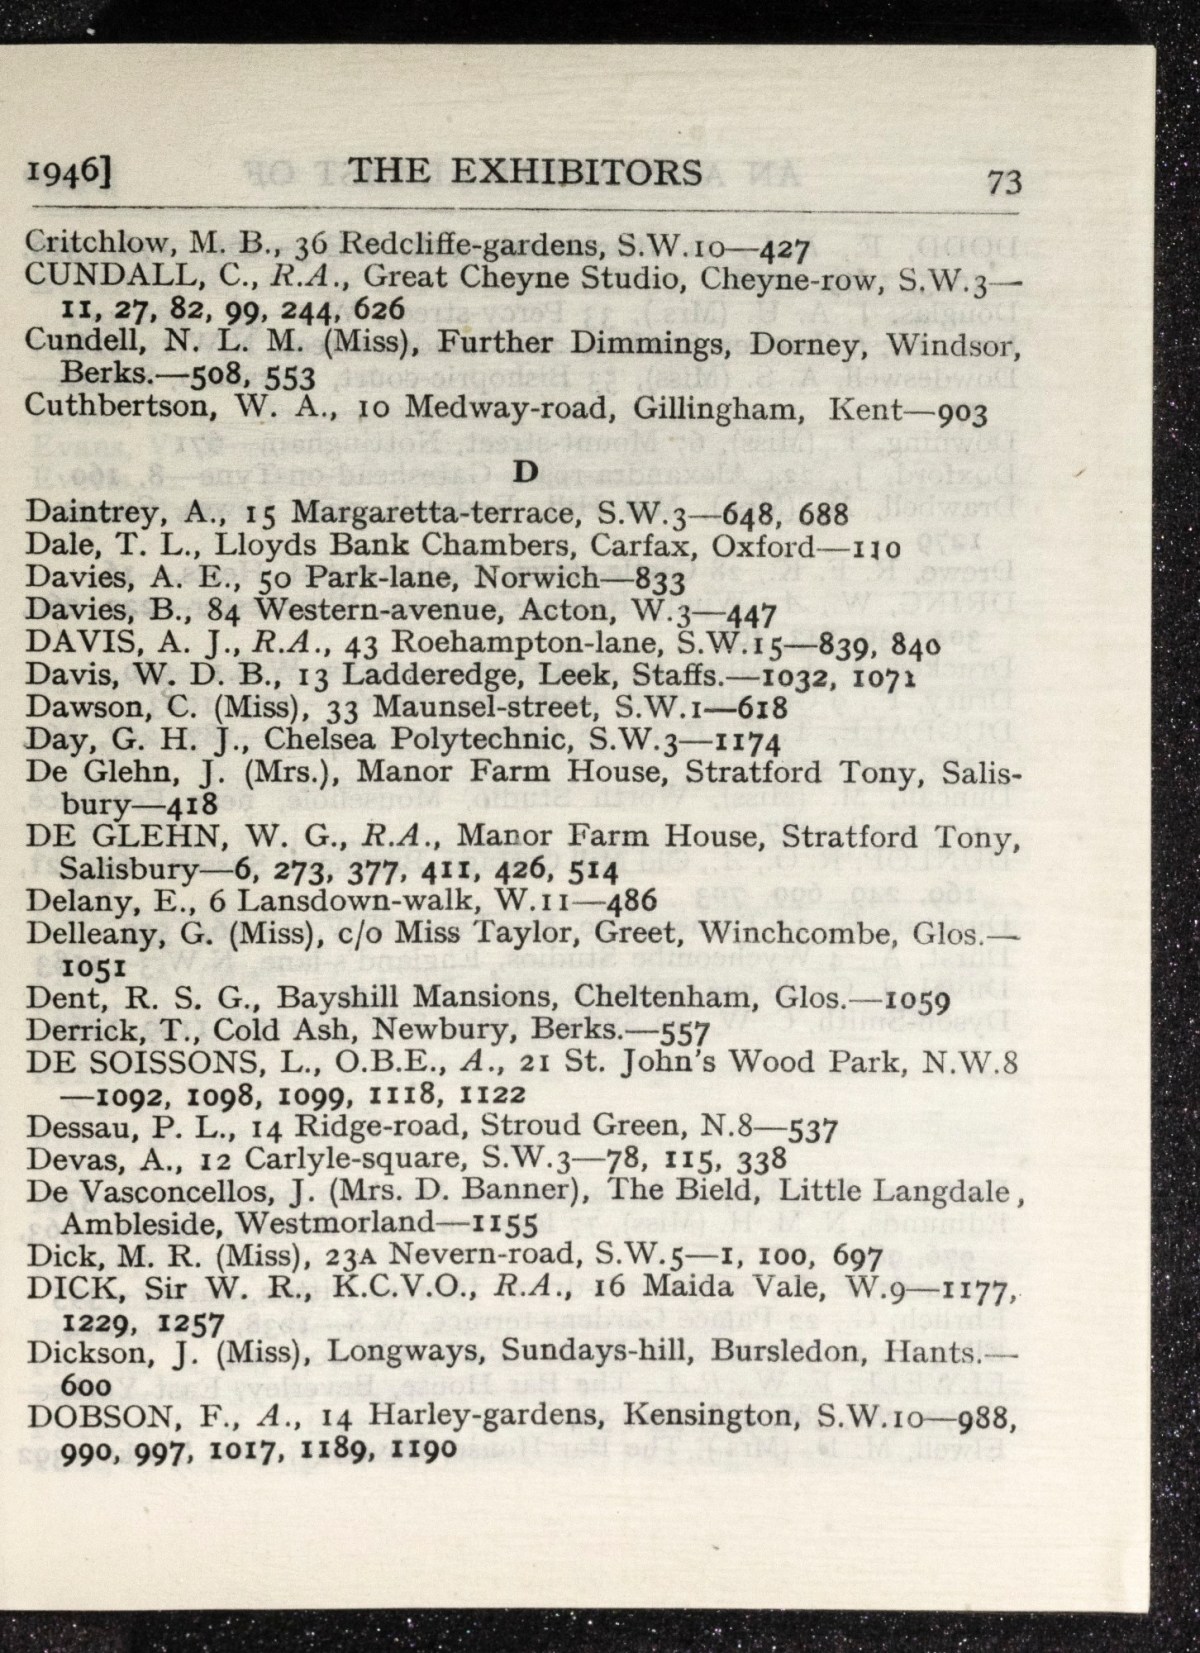 1946] THE EXHIBITORS 73
Critchlow, M. B., 36 Redcliffe-gardens, S.W.10—427
CUNDALL, C., R.A., Great Cheyne Studio, Cheyne-row, S.W.3—
11, 27, 82, 99, 244, 626
Cundell, N. L. M. (Miss), Further Dimmings, Dorney, Windsor,
Berks.—508, 553
Cuthbertson, W. A., 10 Medway-road, Gillingham, Kent—903
D
Daintrey, A., 15 Margaretta-terrace, S.W.3—648, 688
Dale, T. L., Lloyds Bank Chambers, Carfax, Oxford—110
Davies, A. E., 50 Park-lane, Norwich—833
Davies, B., 84 Western-avenue, Acton, W.3—447
DAVIS, A. J., R.A., 43 Roehampton-lane, S.W.15—839, 840
Davis, W. D. B., 13 Ladderedge, Leek, Staffs.—1032, 1071
Dawson, C. (Miss), 33 Maunsel-street, S.W.1—618
Day, G. H. J., Chelsea Polytechnic, S.W.3—1174
De Glehn, J. (Mrs.), Manor Farm House, Stratford Tony, Salis-
bury—418
DE GLEHN, W. G., R.A., Manor Farm House, Stratford Tony,
Salisbury—6, 273, 377, 411, 426, 514
Delany, E., 6 Lansdown-walk, W.11—486
Delleany, G. (Miss), c/o Miss Taylor, Greet, Winchcombe, Glos.—
1051
Dent, R. S. G., Bayshill Mansions, Cheltenham, Glos.—1059
Derrick, T., Cold Ash, Newbury, Berks.—557
DE SOISSONS, L., O.B.E., A., 21 St. John's Wood Park, N.W.8
—1092, 1098, 1099, 1118, 1122
Dessau, P. L., 14 Ridge-road, Stroud Green, N.8—537
Devas, A., 12 Carlyle-square, S.W.3—78, 115, 338
De Vasconcellos, J. (Mrs. D. Banner), The Bield, Little Langdale,
Ambleside, Westmorland—1155
Dick, M. R. (Miss), 23A Nevern-road, S.W.5—1, 100, 697
DICK, Sir W. R., K.C.V.O., R.A., 16 Maida Vale, W.9—1177,
1229, 1257
Dickson, J. (Miss), Longways, Sundays-hill, Bursledon, Hants.—
600
DOBSON, F., A., 14 Harley-gardens, Kensington, S.W.10—988,
990, 997, 1017, 1189, 1190